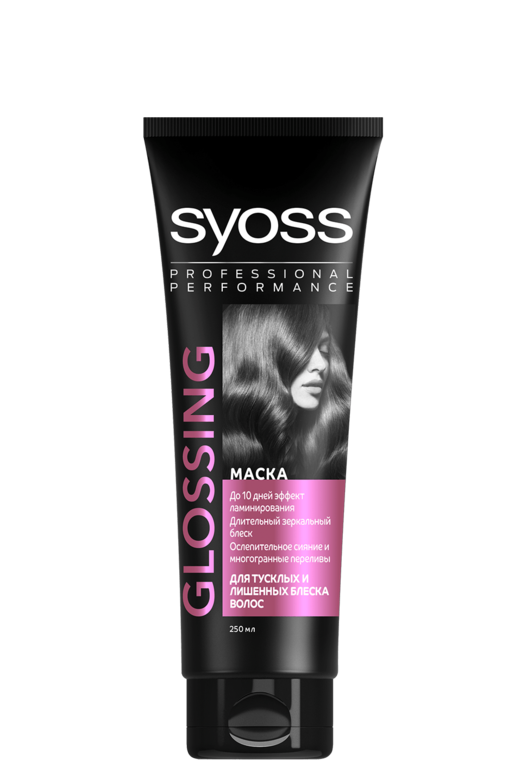 syoss
PROFESSIONAL
PERFORMANCE
GLOSSING
МАСКА
До 10 дней эффект
ламинирования
Длительный зеркальный
блеск
Ослепительное сияние и
многогранные переливы
ДЛЯ ТУСКЛЫХ И
ЛИШЕННЫХ БЛЕСКА
ВОЛОС
250 мл